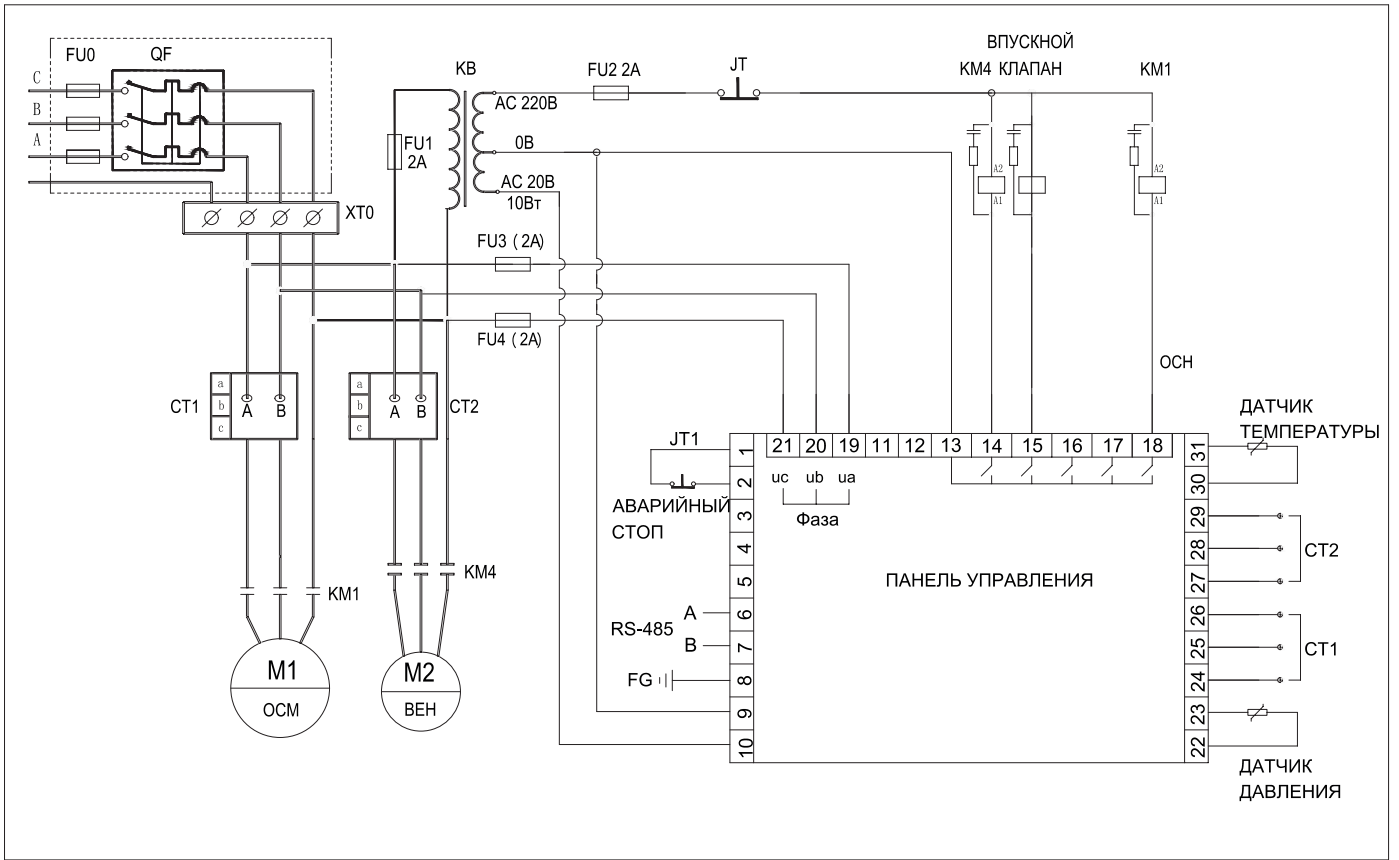 FU0
QF
C
B
A
XT0
KB
FU1
2A
AC 220В
0В
AC 20В
10Вт
FU2 2A
JT
ВПУСКНОЙ
KM4 КЛАПАН
KM1
A2
A1
A2
A1
FU3 ( 2A)
FU4 ( 2A)
ОСН
CT1
a
b
c
A B
a
b
c
A B
CT2
KM1
KM4
M1
ОСМ
M2
ВЕН
JT1
АВАРИЙНЫЙ
СТОП
RS-485
A
B
FG
1
2
3
4
5
6
7
8
9
10
21 20 19 11 12 13 14 15 16 17 18
uc ub ua
Фаза
ПАНЕЛЬ УПРАВЛЕНИЯ
31
30
29
28
27
26
25
24
23
22
ДАТЧИК
ТЕМПЕРАТУРЫ
CT2
CT1
ДАТЧИК
ДАВЛЕНИЯ